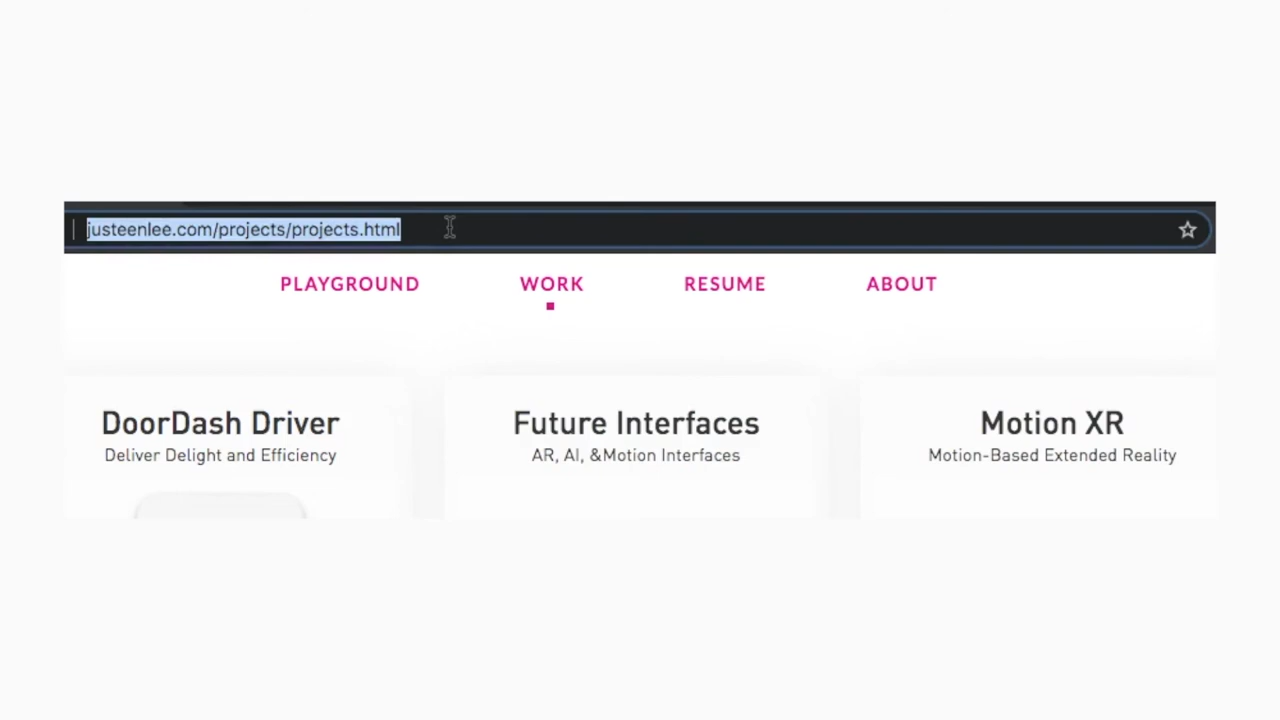 justeenlee.com/projects/projects.html
PLAYGROUND WORK RESUME ABOUT
DoorDash Driver Future Interfaces Motion XR
Deliver Delight and Efficiency AR, AI, &Motion Interfaces Motion-Based Extended Reality